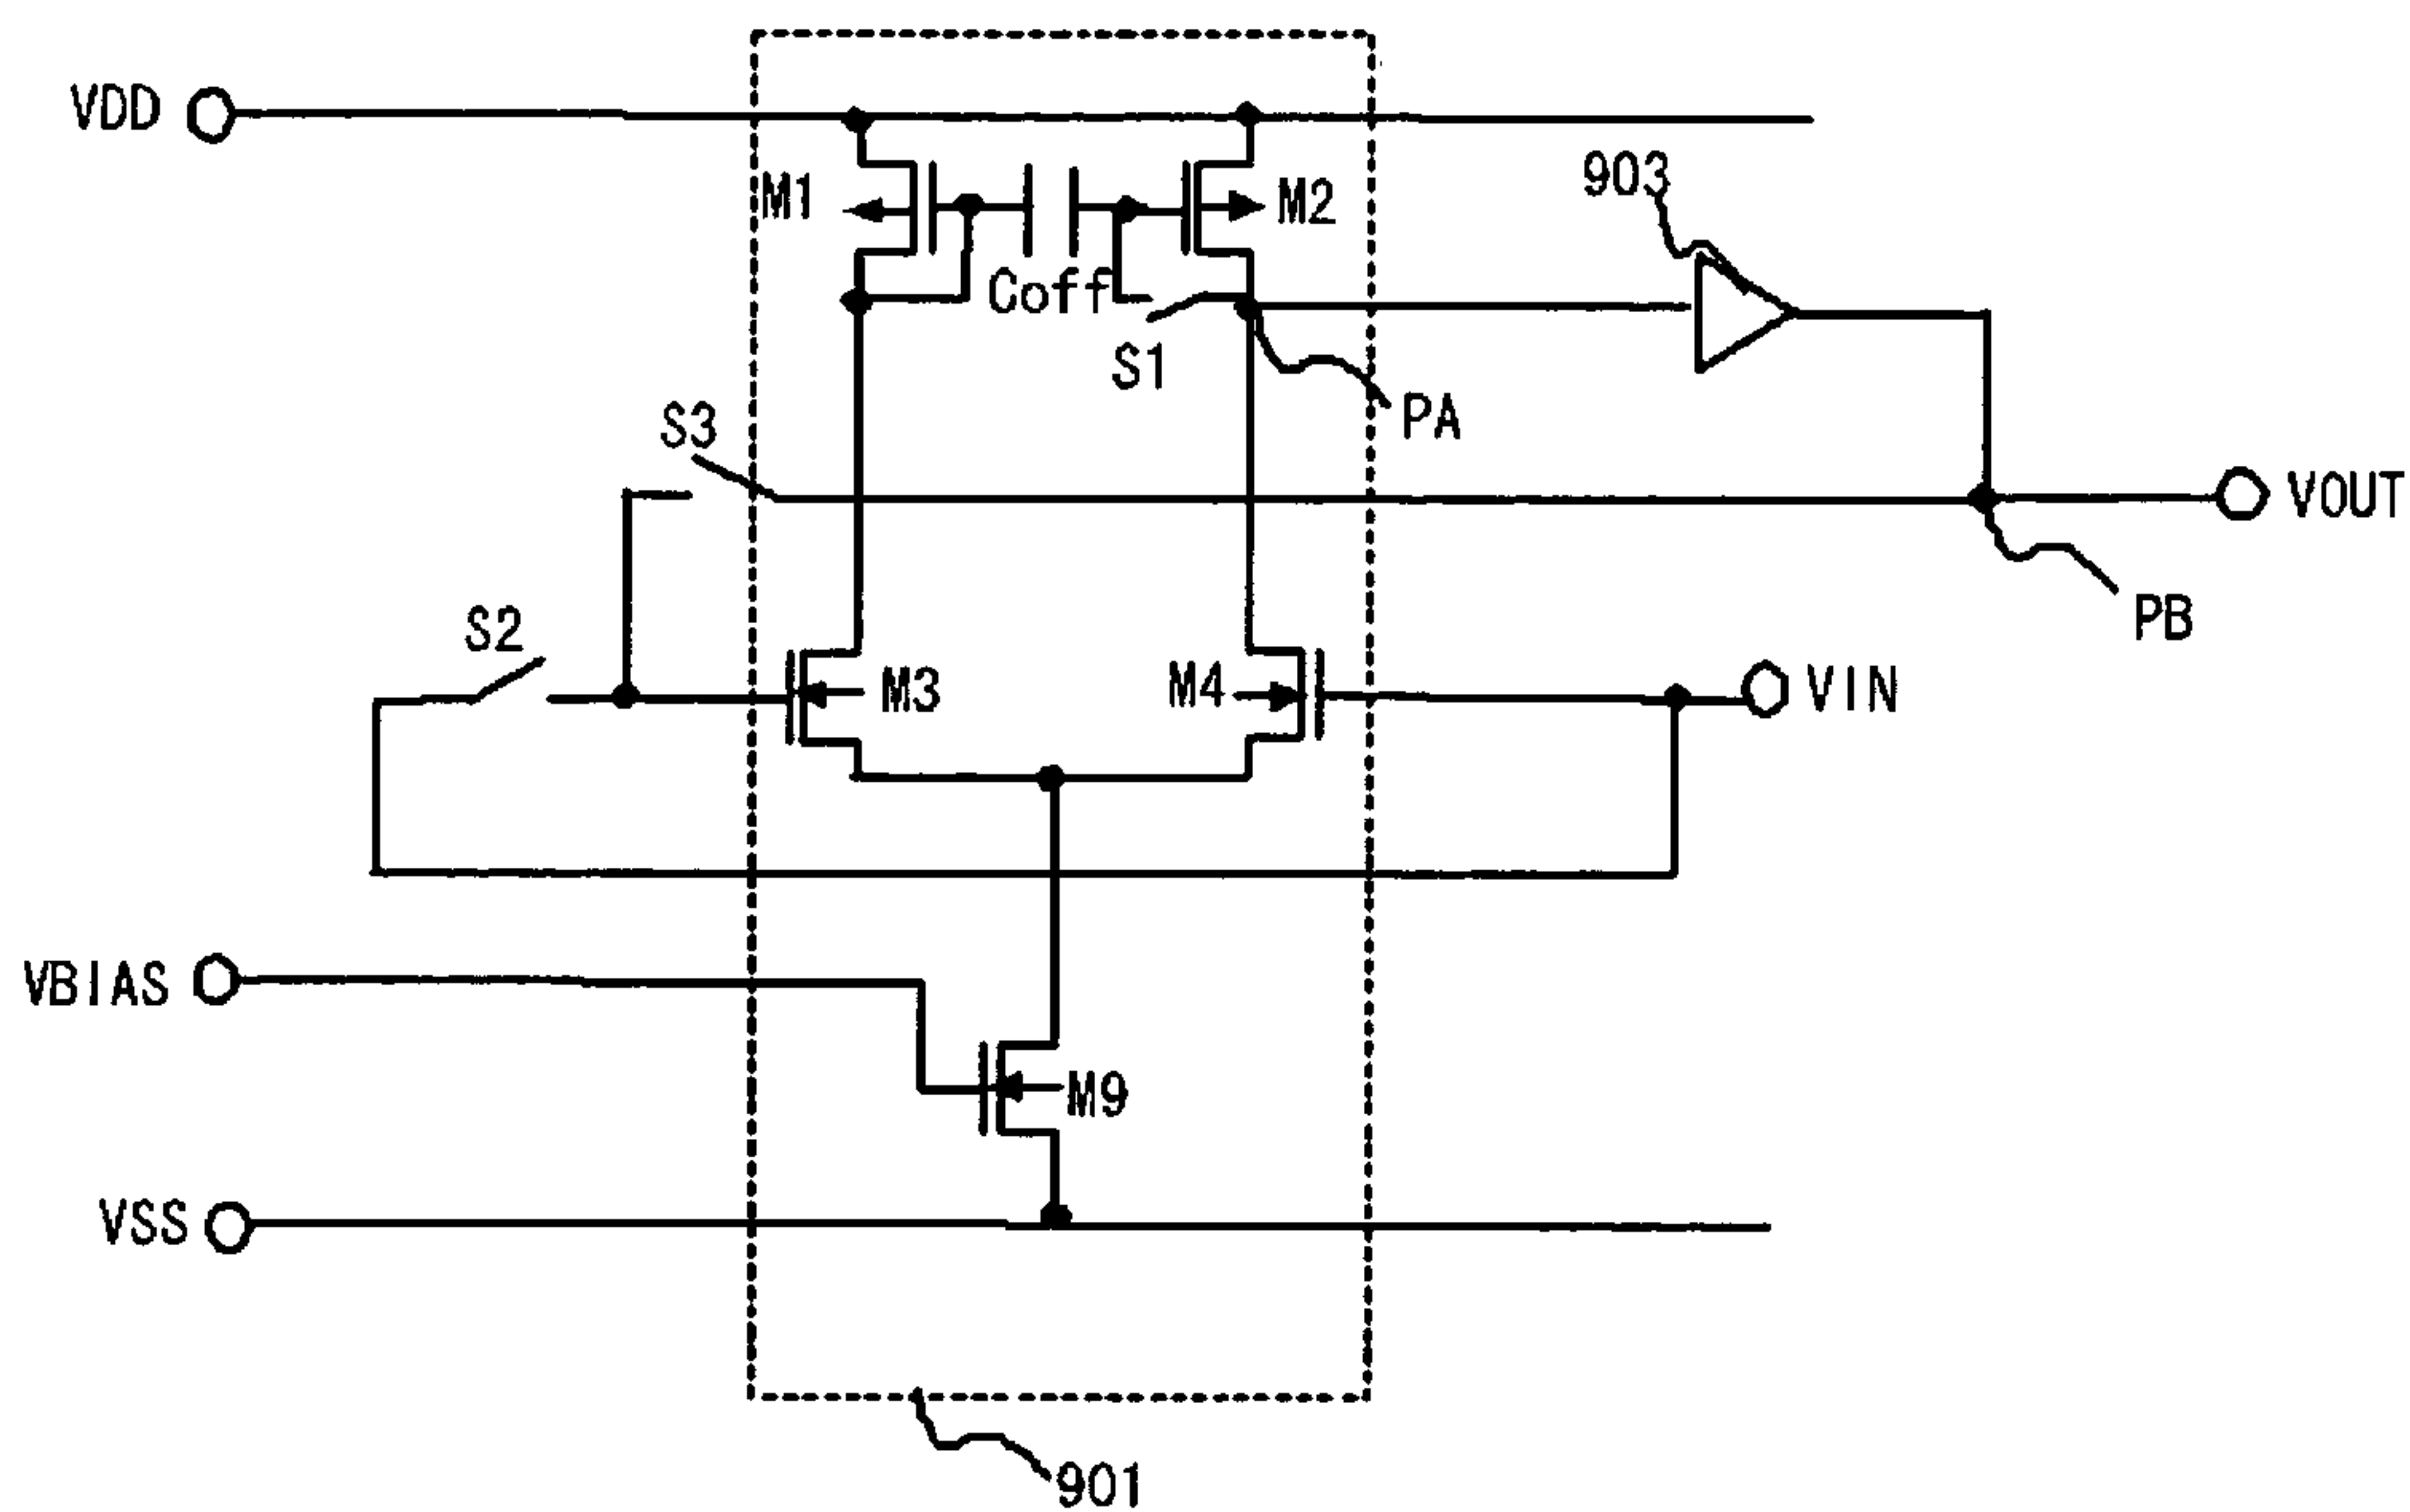 VDD
903
M1
M2
Coff
S1
PA
S3
VOUT
S2
PB
M3
M4
VIN
VBIAS
M9
VSS
901